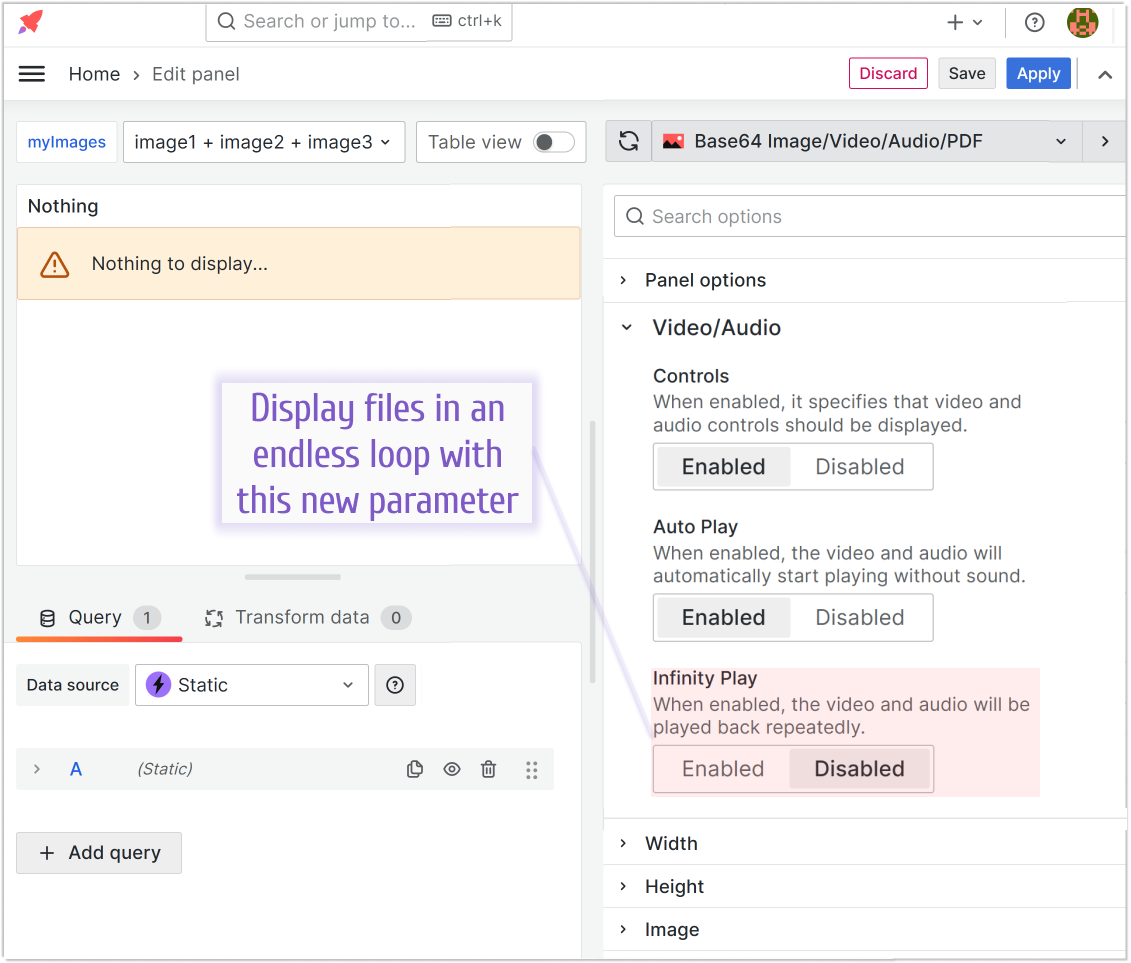 Search or jump to... ctrl+k
Home › Edit panel
Discard Save Apply
myImages image1 + image2 + image3 Table view
Base64 Image/Video/Audio/PDF
Nothing
Nothing to display...
Display files in an
endless loop with
this new parameter
Query 1 Transform data 0
Data source Static
A (Static)
+ Add query
Search options
Panel options
Video/Audio
Controls
When enabled, it specifies that video and
audio controls should be displayed.
Enabled Disabled
Auto Play
When enabled, the video and audio will
automatically start playing without sound.
Enabled Disabled
Infinity Play
When enabled, the video and audio will be
played back repeatedly.
Enabled Disabled
Width
Height
Image